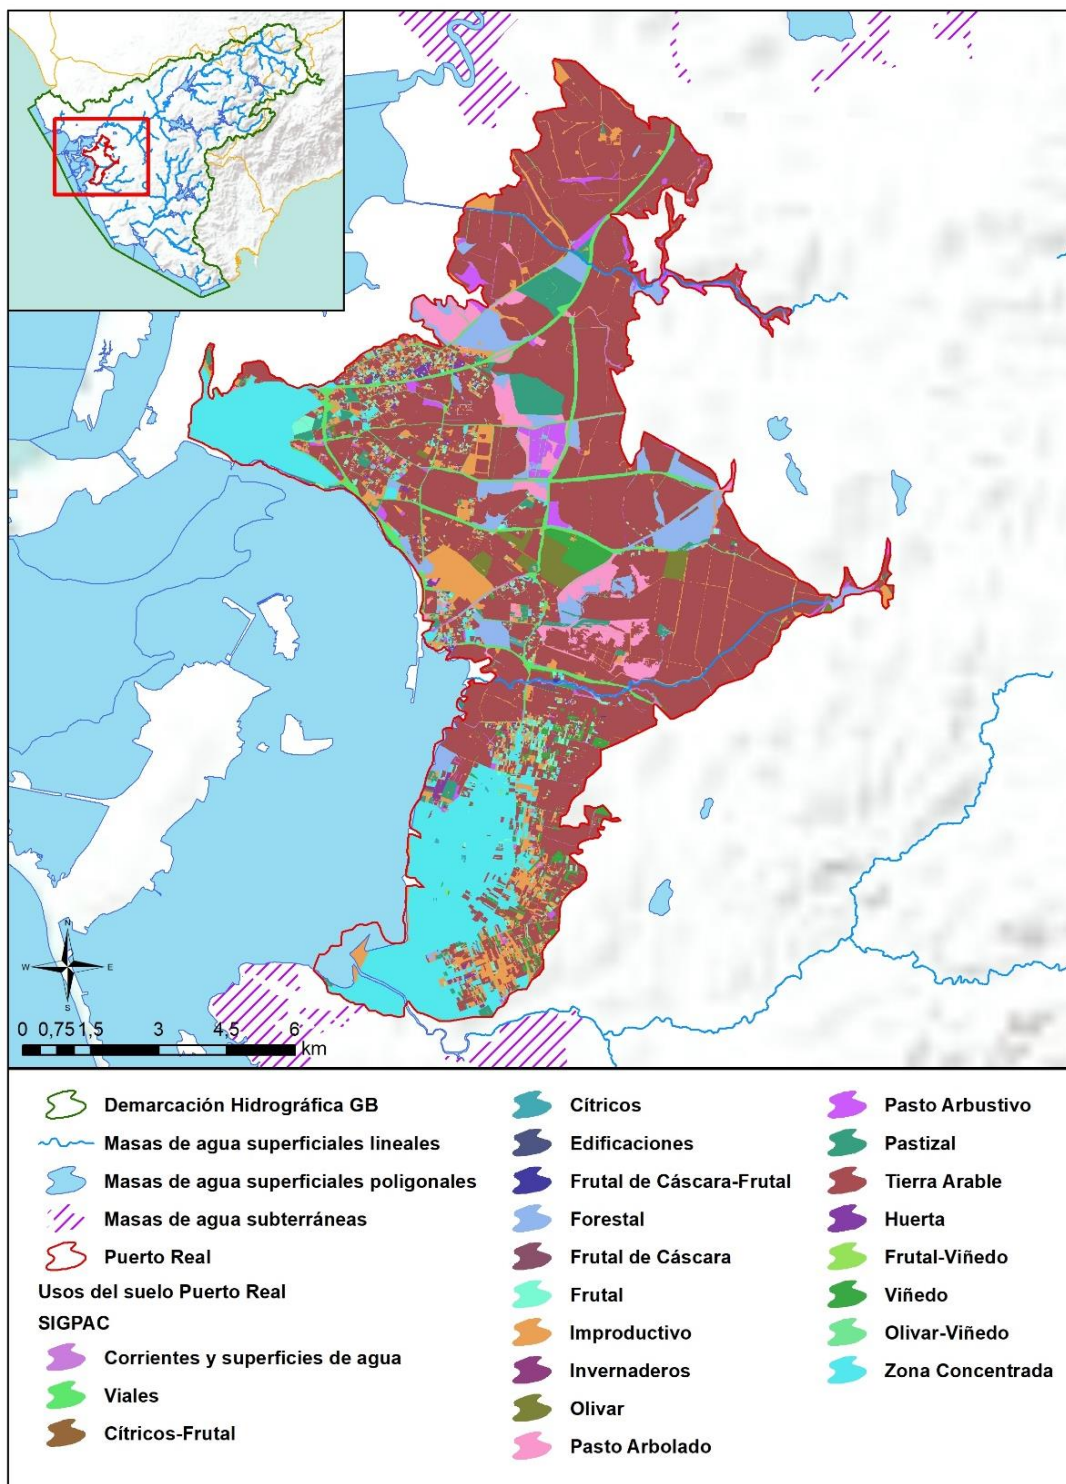 N
W E
S
0 0,75 1,5 3 4,5 6
km
Demarcación Hidrográfica GB
Masas de agua superficiales lineales
Masas de agua superficiales poligonales
Masas de agua subterráneas
Puerto Real
Usos del suelo Puerto Real
SIGPAC
Corrientes y superficies de agua
Viales
Cítricos-Frutal
Cítricos
Edificaciones
Frutal de Cáscara-Frutal
Forestal
Frutal de Cáscara
Frutal
Improductivo
Invernaderos
Olivar
Pasto Arbolado
Pasto Arbustivo
Pastizal
Tierra Arable
Huerta
Frutal-Viñedo
Viñedo
Olivar-Viñedo
Zona Concentrada